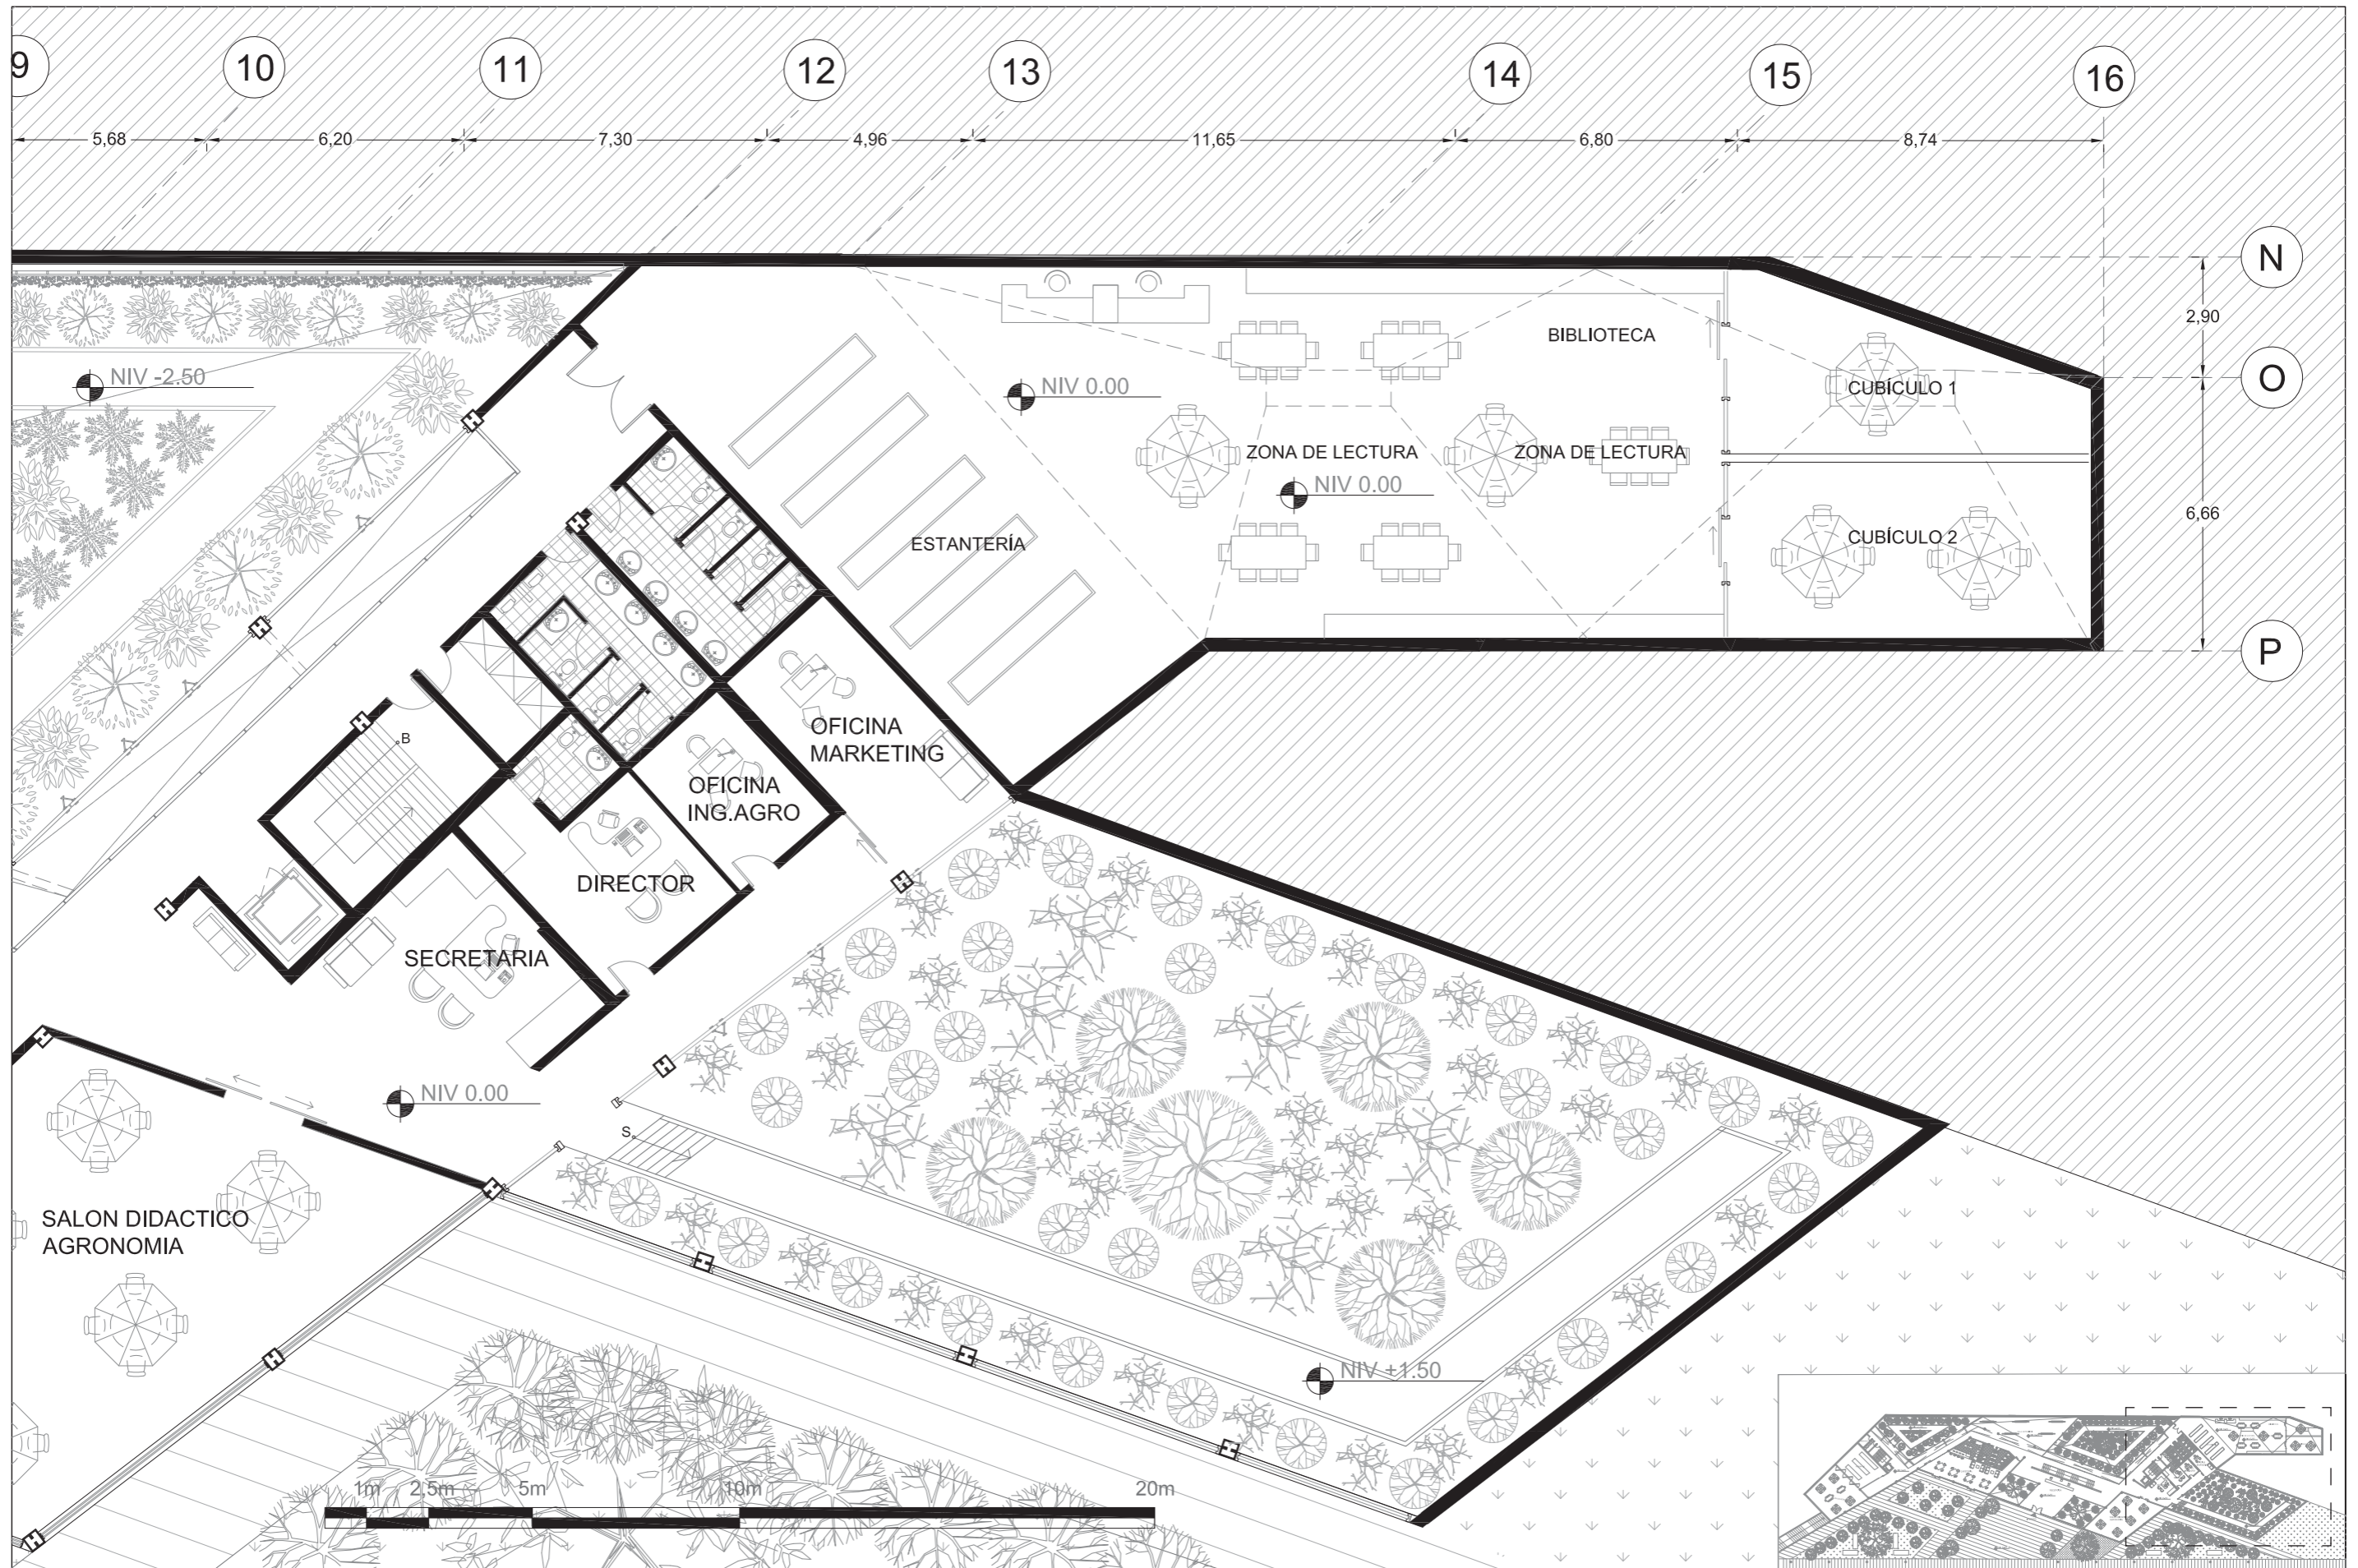 9 10 11 12 13 14 15 16
5,68 6,20 7,30 4,96 11,65 6,80 8,74
N
2,90
O
6,66
P
NIV -2.50
NIV 0.00
BIBLIOTECA
CUBÍCULO 1
ZONA DE LECTURA
ZONA DE LECTURA
NIV 0.00
ESTANTERÍA
CUBÍCULO 2
B
OFICINA
MARKETING
OFICINA
ING.AGRO
DIRECTOR
SECRETARIA
NIV 0.00
S
SALON DIDACTICO
AGRONOMIA
NIV +1.50
1m 2,5m 5m 10m 20m